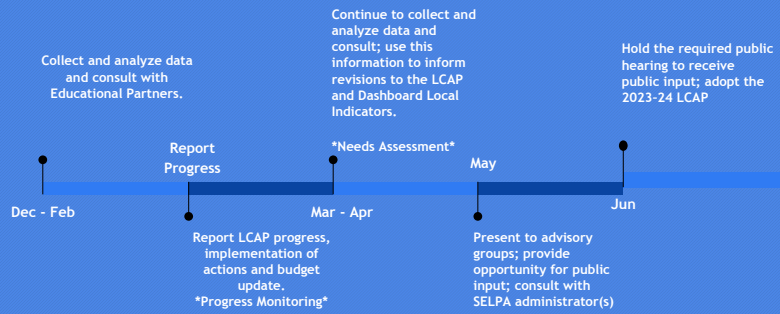 Collect and analyze data
and consult with
Educational Partners.
Dec - Feb
Report
Progress
Report LCAP progress,
implementation of
actions and budget
update.
*Progress Monitoring*
Continue to collect and
analyze data and
consult; use this
information to inform
revisions to the LCAP
and Dashboard Local
Indicators.
*Needs Assessment*
Mar - Apr
May
Present to advisory
groups; provide
opportunity for public
input; consult with
SELPA administrator(s)
Hold the required public
hearing to receive
public input; adopt the
2023-24 LCAP
Jun